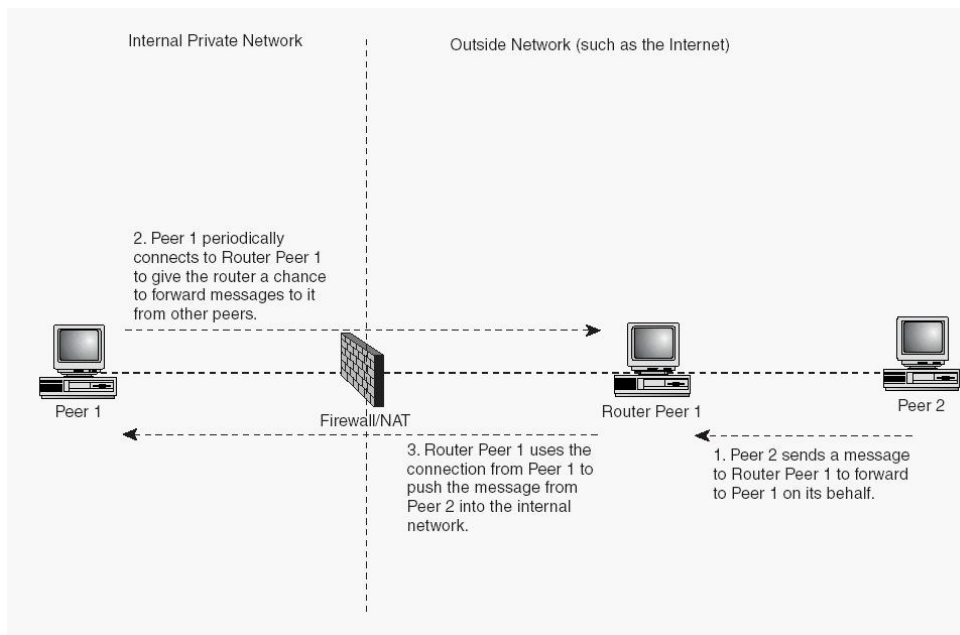 Internal Private Network
Outside Network (such as the Internet)
2. Peer 1 periodically
connects to Router Peer 1
to give the router a chance
to forward messages to it
from other peers.
Peer 1
Firewall/NAT
Router Peer 1
Peer 2
3. Router Peer 1 uses the
connection from Peer 1 to
push the message from
Peer 2 into the internal
network.
1. Peer 2 sends a message
to Router Peer 1 to forward
to Peer 1 on its behalf.